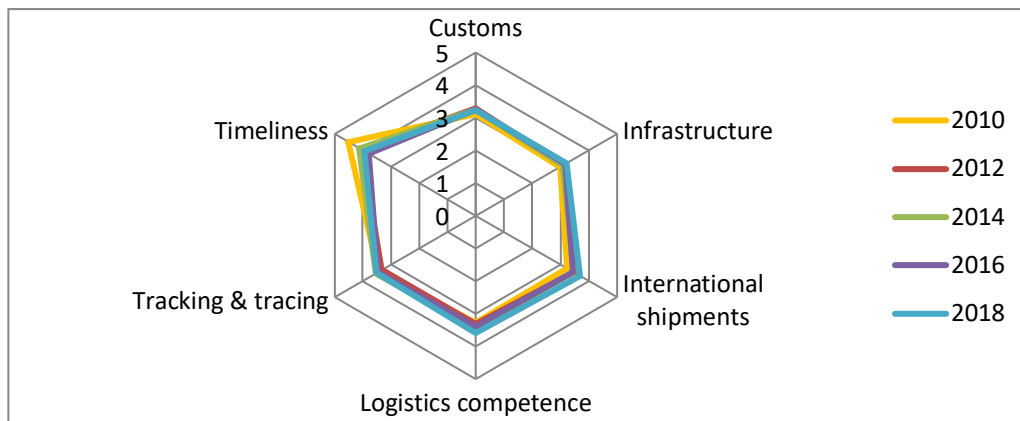 Customs
5
4
3
2
1
0
Timeliness
Infrastructure
Tracking & tracing
International
shipments
Logistics competence
2010
2012
2014
2016
2018